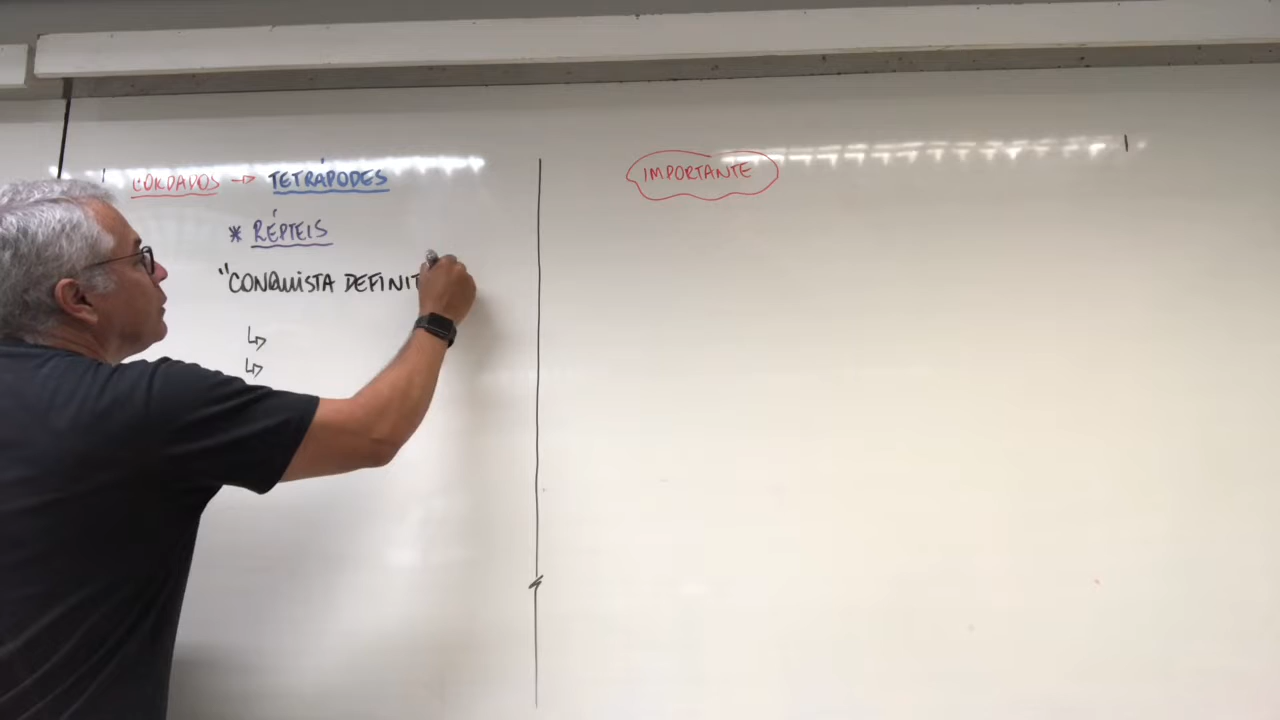 CORDADOS → TETRÁPODES
* RÉPTEIS
"CONQUISTA DEFINIT
↳
↳
IMPORTANTE